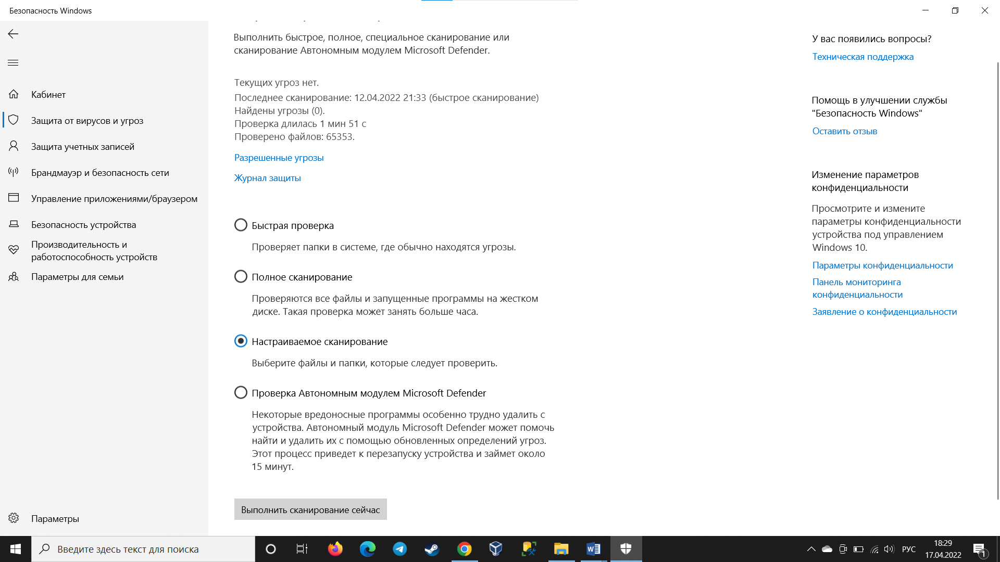 Безопасность Windows
Кабинет
Защита от вирусов и угроз
Защита учетных записей
Брандмауэр и безопасность сети
Управление приложениями/браузером
Безопасность устройства
Производительность и
работоспособность устройств
Параметры для семьи
Параметры
Выполнить быстрое, полное, специальное сканирование или
сканирование Автономным модулем Microsoft Defender.
Текущих угроз нет.
Последнее сканирование: 12.04.2022 21:33 (быстрое сканирование)
Найдены угрозы (0).
Проверка длилась 1 мин 51 с
Проверено файлов: 65353.
Разрешенные угрозы
Журнал защиты
Быстрая проверка
Проверяет папки в системе, где обычно находятся угрозы.
Полное сканирование
Проверяются все файлы и запущенные программы на жестком
диске. Такая проверка может занять больше часа.
Настраиваемое сканирование
Выберите файлы и папки, которые следует проверить.
Проверка Автономным модулем Microsoft Defender
Некоторые вредоносные программы особенно трудно удалить с
устройства. Автономный модуль Microsoft Defender может помочь
найти и удалить их с помощью обновленных определений угроз.
Этот процесс приведет к перезапуску устройства и займет около
15 минут.
Выполнить сканирование сейчас
У вас появились вопросы?
Техническая поддержка
Помощь в улучшении службы
"Безопасность Windows"
Оставить отзыв
Изменение параметров
конфиденциальности
Просмотрите и измените
параметры конфиденциальности
устройства под управлением
Windows 10.
Параметры конфиденциальности
Панель мониторинга
конфиденциальности
Заявление о конфиденциальности
Введите здесь текст для поиска
РУС
18:29
17.04.2022
1